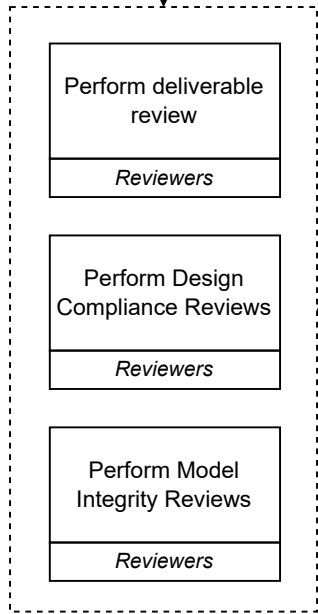 Perform deliverable
review
Reviewers
Perform Design
Compliance Reviews
Reviewers
Perform Model
Integrity Reviews
Reviewers